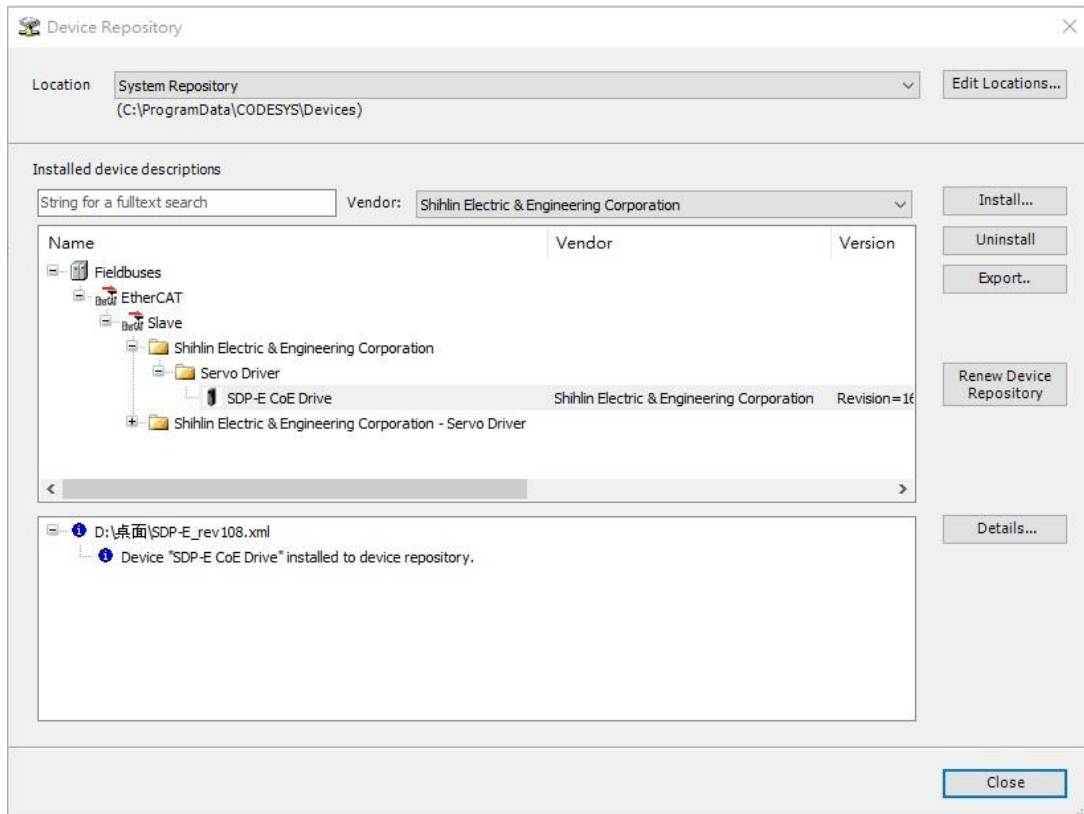 Device Repository
Location
System Repository
Edit Locations...
(C:\ProgramData\CODESYS\Devices)
Installed device descriptions
String for a fulltext search
Vendor:
Shihlin Electric & Engineering Corporation
Install...
Name
Vendor
Version
Uninstall
Fieldbuses
Export..
EtherCAT
Slave
Shihlin Electric & Engineering Corporation
Servo Driver
Renew Device
Repository
SDP-E CoE Drive
Shihlin Electric & Engineering Corporation
Revision=16
Shihlin Electric & Engineering Corporation - Servo Driver
D:\桌面\SDP-E_rev108.xml
Details...
Device "SDP-E CoE Drive" installed to device repository.
Close